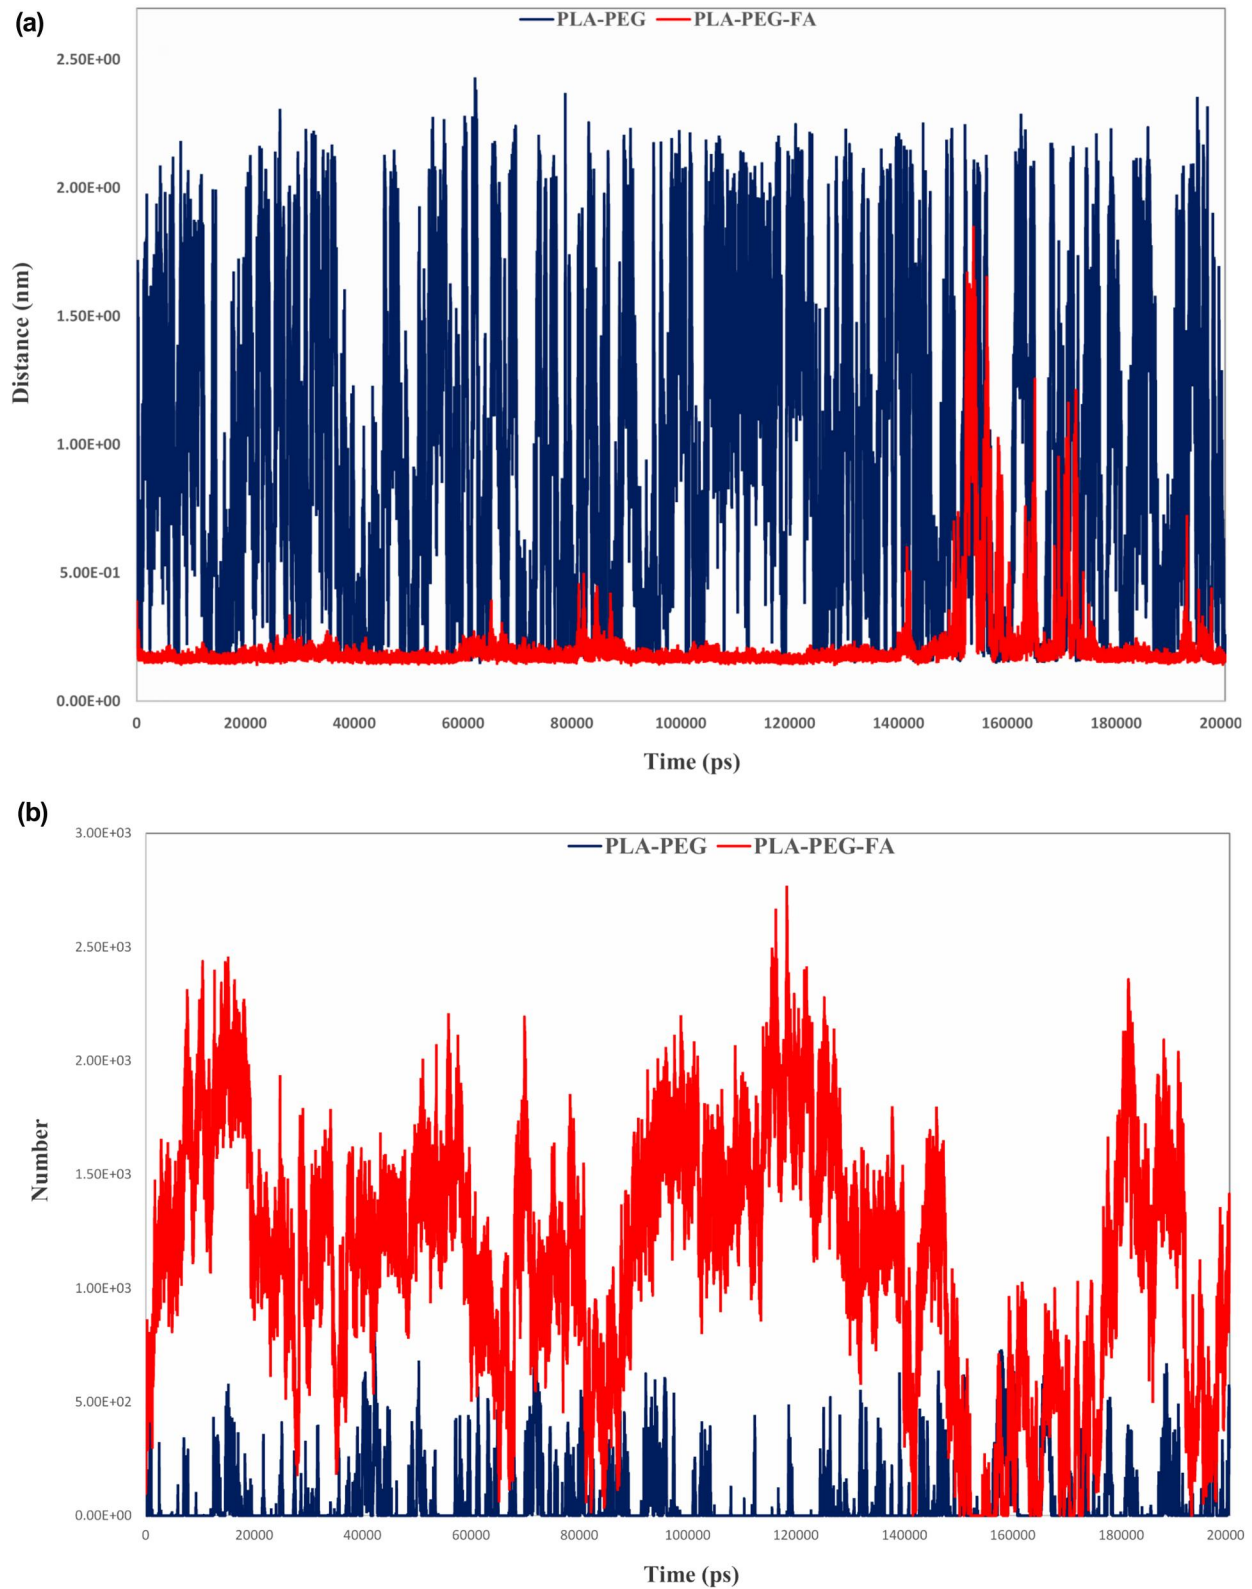 (a)
PLA-PEG PLA-PEG-FA
2.50E+00
2.00E+00
1.50E+00
1.00E+00
5.00E-01
0.00E+00
Distance (nm)
0 20000 40000 60000 80000 100000 120000 140000 160000 180000 20000
Time (ps)
(b)
PLA-PEG PLA-PEG-FA
3.00E+03
2.50E+03
2.00E+03
1.50E+03
1.00E+03
5.00E+02
0.00E+00
Number
0 20000 40000 60000 80000 100000 120000 140000 160000 180000 20000
Time (ps)